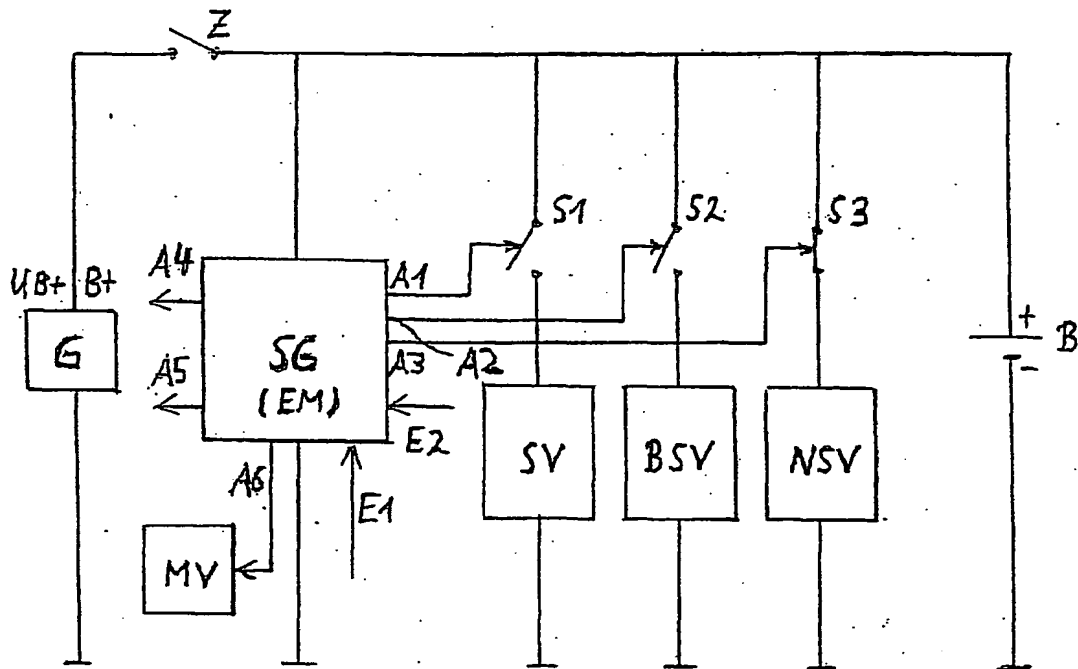 Z
S1
S2
S3
A4
A1
UB+
B+
G
SG
(EM)
A2
A3
A5
E2
+
B
-
SV
BSV
NSV
A6
E1
MV